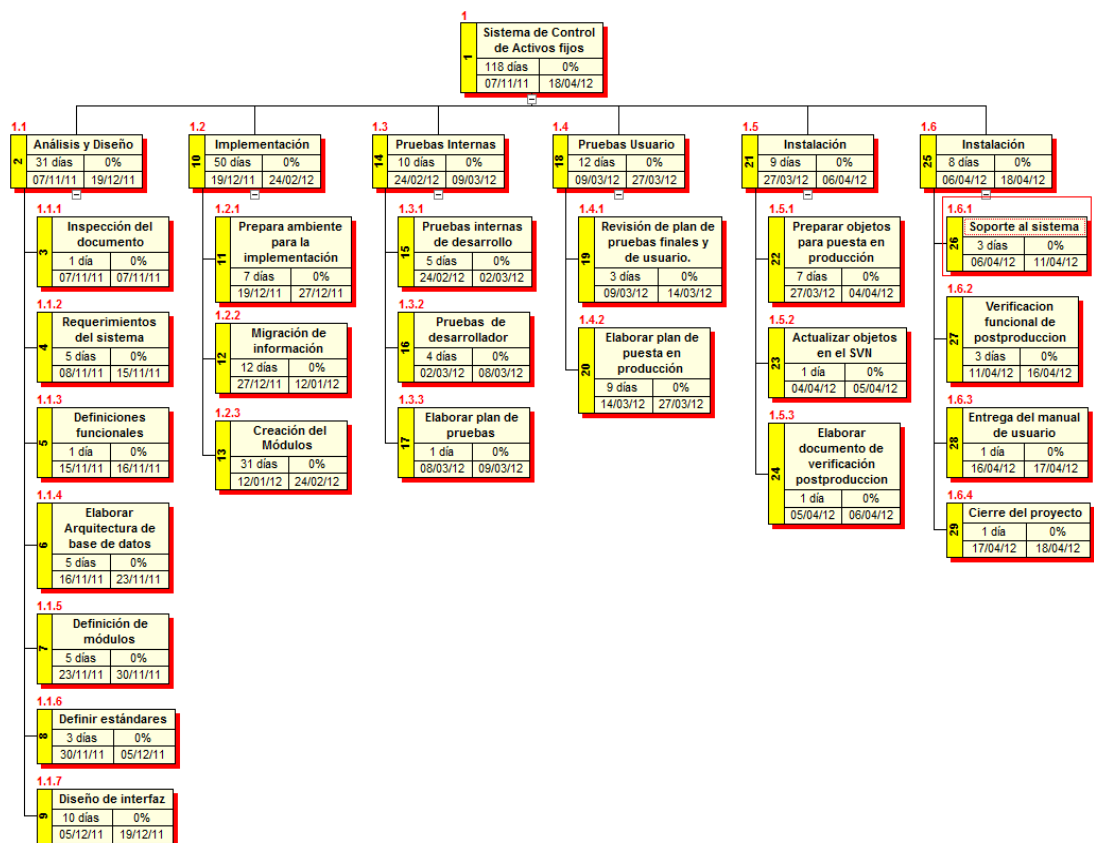 1
Sistema de Control
de Activos fijos
1
118 días 0%
07/11/11 18/04/12
1.1
Análisis y Diseño
2
31 días 0%
07/11/11 19/12/11
1.1.1
Inspección del
documento
3
1 día 0%
07/11/11 07/11/11
1.1.2
Requerimientos
del sistema
4
5 días 0%
08/11/11 15/11/11
1.1.3
Definiciones
funcionales
5
1 día 0%
15/11/11 16/11/11
1.1.4
Elaborar
Arquitectura de
base de datos
6
5 días 0%
16/11/11 23/11/11
1.1.5
Definición de
módulos
7
5 días 0%
23/11/11 30/11/11
1.1.6
Definir estándares
8
3 días 0%
30/11/11 05/12/11
1.1.7
Diseño de interfaz
9
10 días 0%
05/12/11 19/12/11
1.2
Implementación
10
50 días 0%
19/12/11 24/02/12
1.2.1
Prepara ambiente
para la
implementación
11
7 días 0%
19/12/11 27/12/11
1.2.2
Migración de
información
12
12 días 0%
27/12/11 12/01/12
1.2.3
Creación del
Módulos
13
31 días 0%
12/01/12 24/02/12
1.3
Pruebas Internas
14
10 días 0%
24/02/12 09/03/12
1.3.1
Pruebas internas
de desarrollo
15
5 días 0%
24/02/12 02/03/12
1.3.2
Pruebas de
desarrollador
16
4 días 0%
02/03/12 08/03/12
1.3.3
Elaborar plan de
pruebas
17
1 día 0%
08/03/12 09/03/12
1.4
Pruebas Usuario
18
12 días 0%
09/03/12 27/03/12
1.4.1
Revisión de plan de
pruebas finales y
de usuario.
19
3 días 0%
09/03/12 14/03/12
1.4.2
Elaborar plan de
puesta en
producción
20
9 días 0%
14/03/12 27/03/12
1.5
Instalación
21
9 días 0%
27/03/12 06/04/12
1.5.1
Preparar objetos
para puesta en
producción
22
7 días 0%
27/03/12 04/04/12
1.5.2
Actualizar objetos
en el SVN
23
1 día 0%
04/04/12 05/04/12
1.5.3
Elaborar
documento de
verificación
postproduccion
24
1 día 0%
05/04/12 06/04/12
1.6
Instalación
25
8 días 0%
06/04/12 18/04/12
1.6.1
Soporte al sistema
26
3 días 0%
06/04/12 11/04/12
1.6.2
Verificacion
funcional de
postproduccion
27
3 días 0%
11/04/12 16/04/12
1.6.3
Entrega del manual
de usuario
28
1 día 0%
16/04/12 17/04/12
1.6.4
Cierre del proyecto
29
1 día 0%
17/04/12 18/04/12